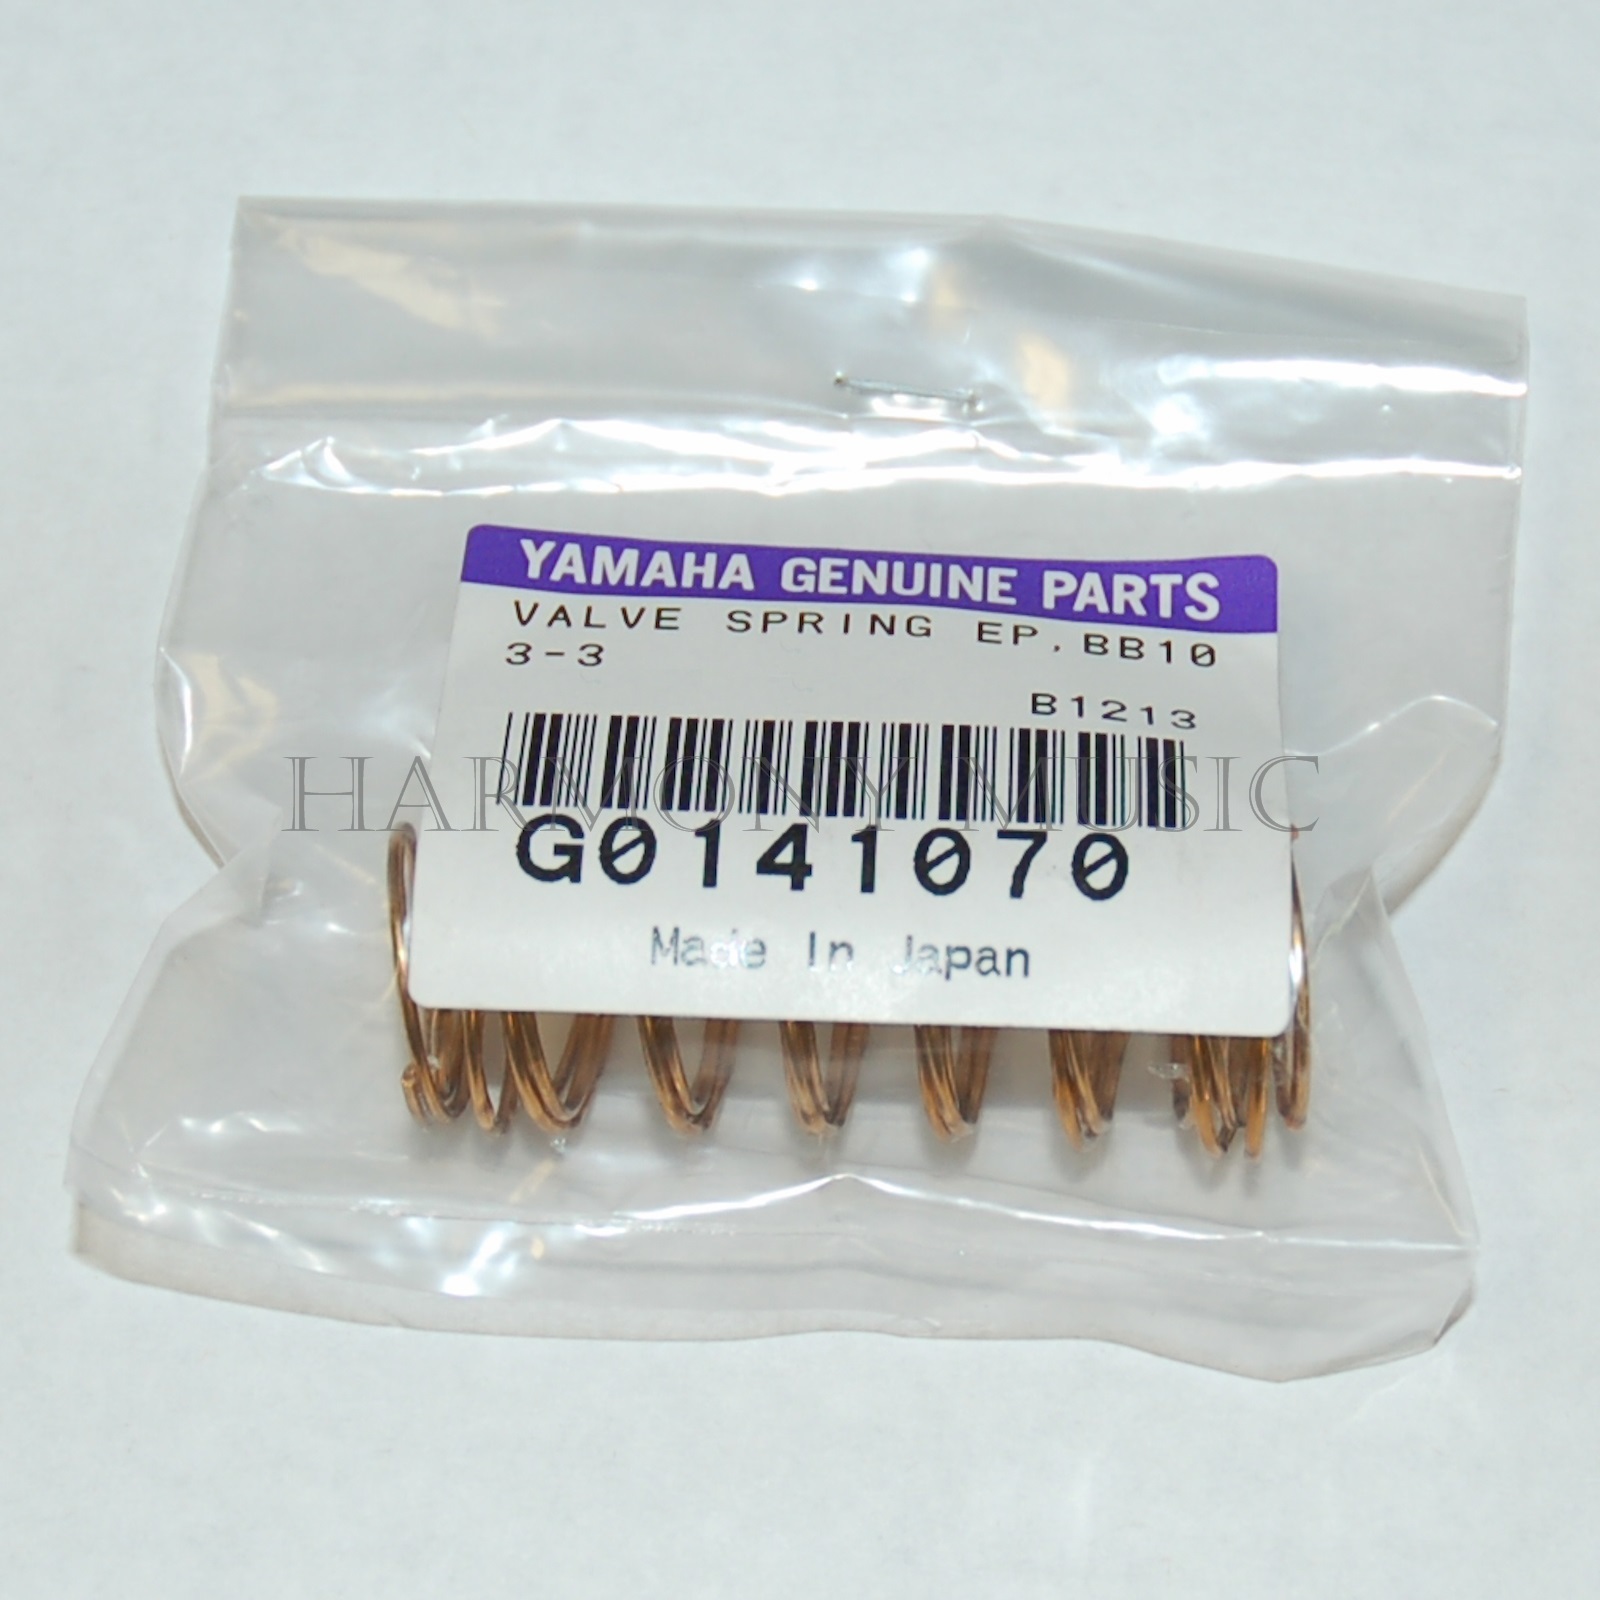 YAMAHA GENUINE PARTS
VALVE SPRING EP,BB10
3-3
B1213
HARMONY MUSIC
G0141070
Made In Japan